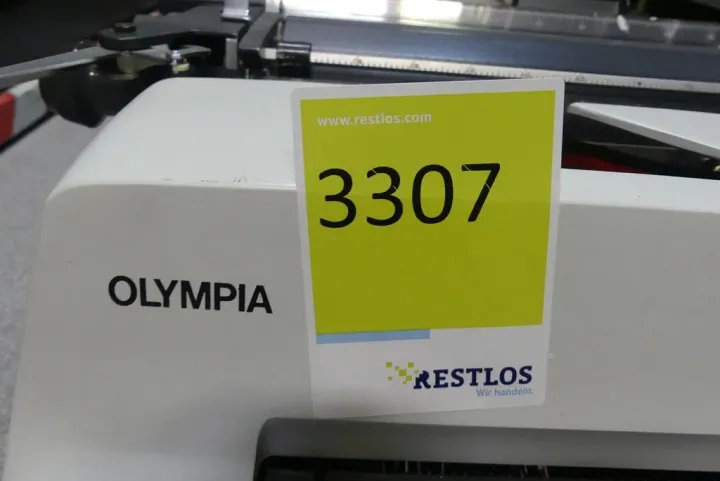 www.restlos.com
3307
OLYMPIA
RESTLOS
Wir handeln.